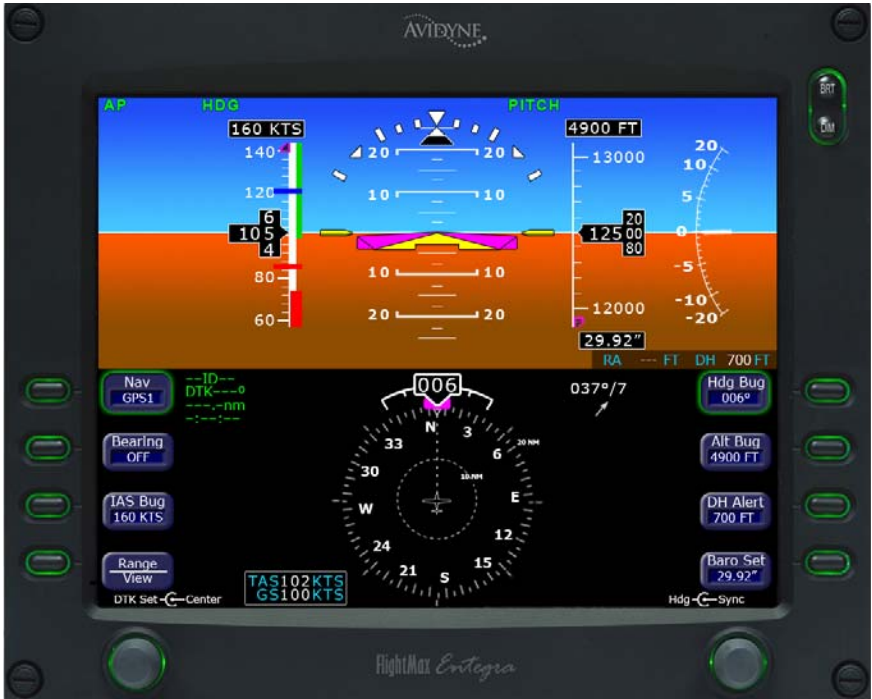 AVIDYNE
BRT
DIM
AP HDG PITCH
160 KTS 4900 FT
140 20 20 13000 20
10
120 10 10 5
6 20
10 5 125 00 0
4 80
80 10 10 -5
-10
60 20 20 12000 -20
29.92"
RA --- FT DH 700 FT
Nav
GPS1
--ID--
DTK---°
---.-nm
-:--:--
006
037°/7
Hdg Bug
006°
Bearing
OFF
N 3 6 E 12 15 S 21 24 W 30 33
20 NM
10 NM
Alt Bug
4900 FT
IAS Bug
160 KTS
DH Alert
700 FT
Range
View
TAS102KTS
GS100KTS
Baro Set
29.92"
DTK Set Center
Hdg Sync
FlightMax Entegra